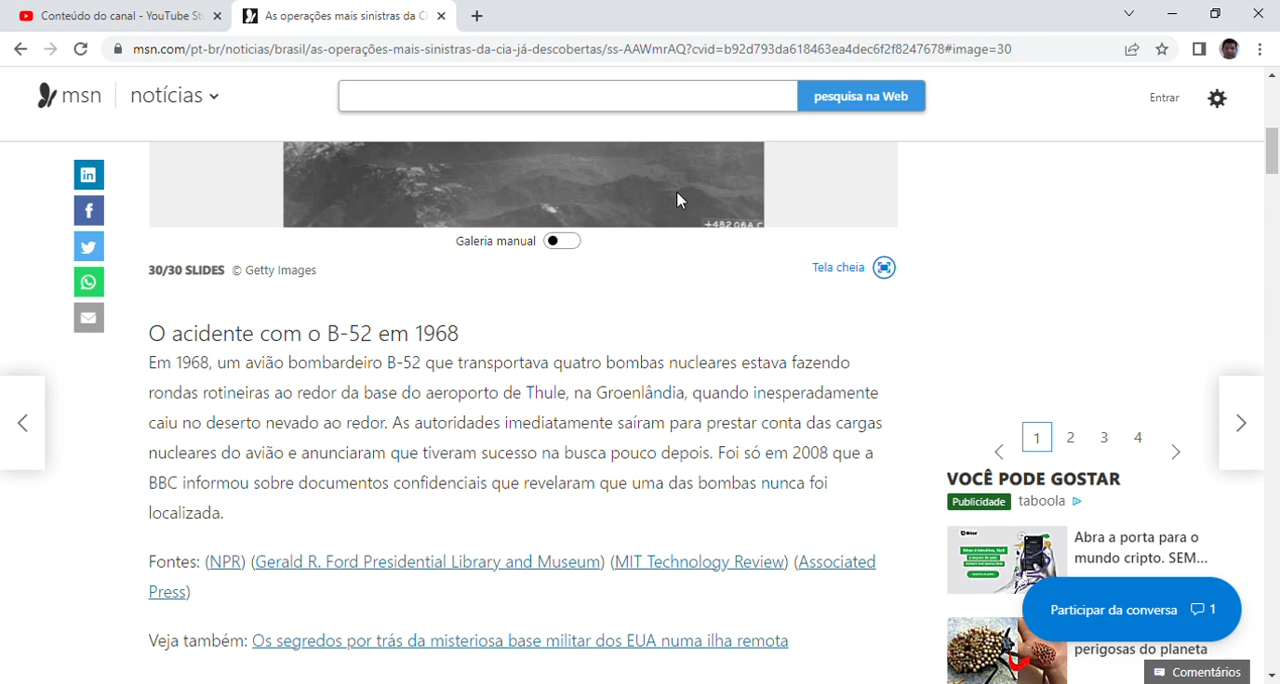 Conteúdo do canal - YouTube St
As operações mais sinistras da C
msn.com/pt-br/noticias/brasil/as-operações-mais-sinistras-da-cia-já-descobertas/ss-AAWmrAQ?cvid=b92d793da618463ea4dec6f2f8247678#image=30
msn
notícias
pesquisa na Web
Entrar
+482 06A.C
Galeria manual
30/30 SLIDES © Getty Images
Tela cheia
O acidente com o B-52 em 1968
Em 1968, um avião bombardeiro B-52 que transportava quatro bombas nucleares estava fazendo
rondas rotineiras ao redor da base do aeroporto de Thule, na Groenlândia, quando inesperadamente
caiu no deserto nevado ao redor. As autoridades imediatamente saíram para prestar conta das cargas
nucleares do avião e anunciaram que tiveram sucesso na busca pouco depois. Foi só em 2008 que a
BBC informou sobre documentos confidenciais que revelaram que uma das bombas nunca foi
localizada.
Fontes: (NPR) (Gerald R. Ford Presidential Library and Museum) (MIT Technology Review) (Associated
Press)
Veja também: Os segredos por trás da misteriosa base militar dos EUA numa ilha remota
1 2 3 4
VOCÊ PODE GOSTAR
Publicidade taboola
Abra a porta para o
mundo cripto. SEM...
Participar da conversa 1
perigosas do planeta
Comentários